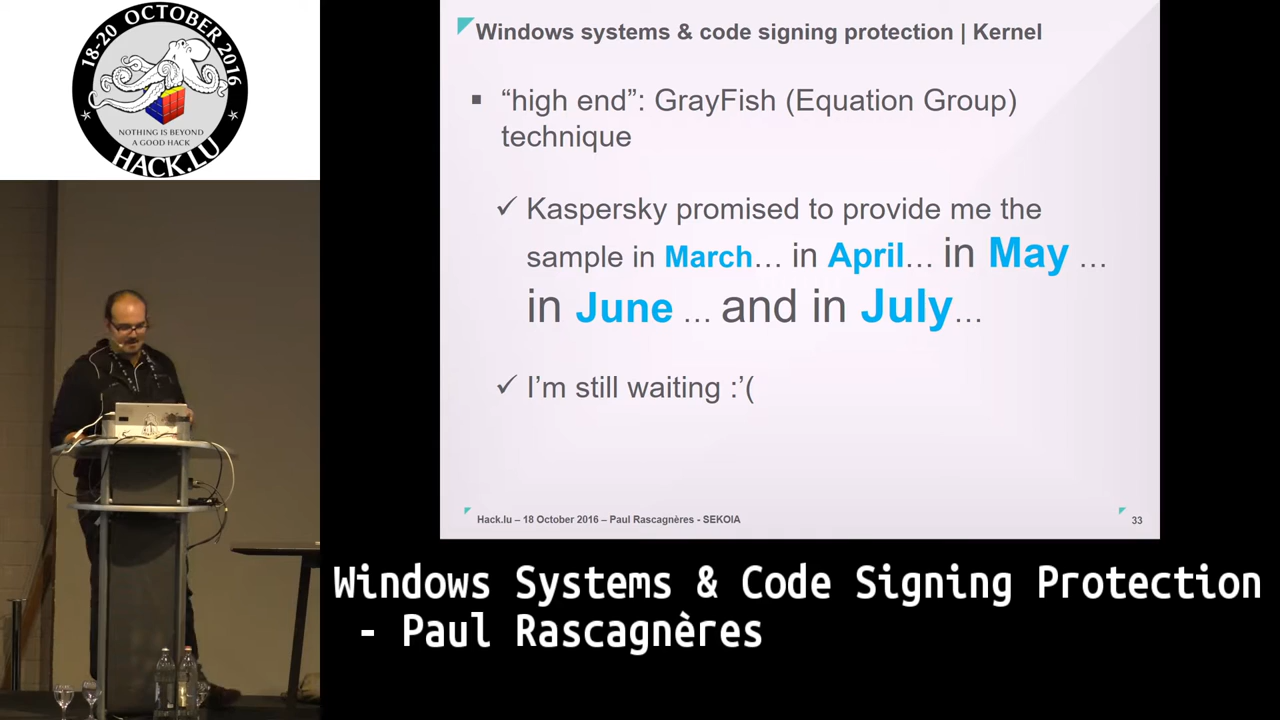 18-20 OCTOBER 2016
NOTHING IS BEYOND
A GOOD HACK
HACK.LU
Windows systems & code signing protection | Kernel
▪ “high end”: GrayFish (Equation Group)
technique
✓ Kaspersky promised to provide me the
sample in March… in April… in May …
in June … and in July…
✓ I’m still waiting :’(
Hack.lu – 18 October 2016 – Paul Rascagnères - SEKOIA
33
Windows Systems & Code Signing Protection
- Paul Rascagnères